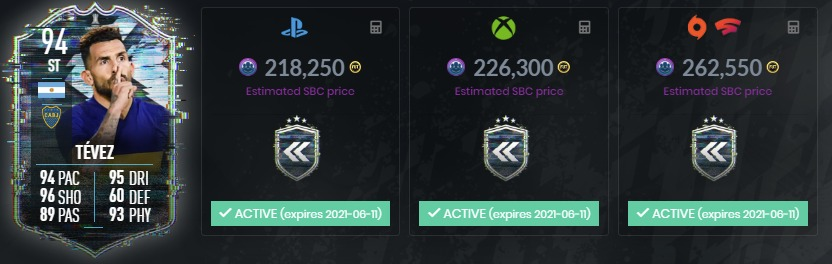 94
ST
TÉVEZ
94 PAC
96 SHO
89 PAS
95 DRI
60 DEF
93 PHY
218,250
Estimated SBC price
ACTIVE (expires 2021-06-11)
226,300
Estimated SBC price
ACTIVE (expires 2021-06-11)
262,550
Estimated SBC price
ACTIVE (expires 2021-06-11)